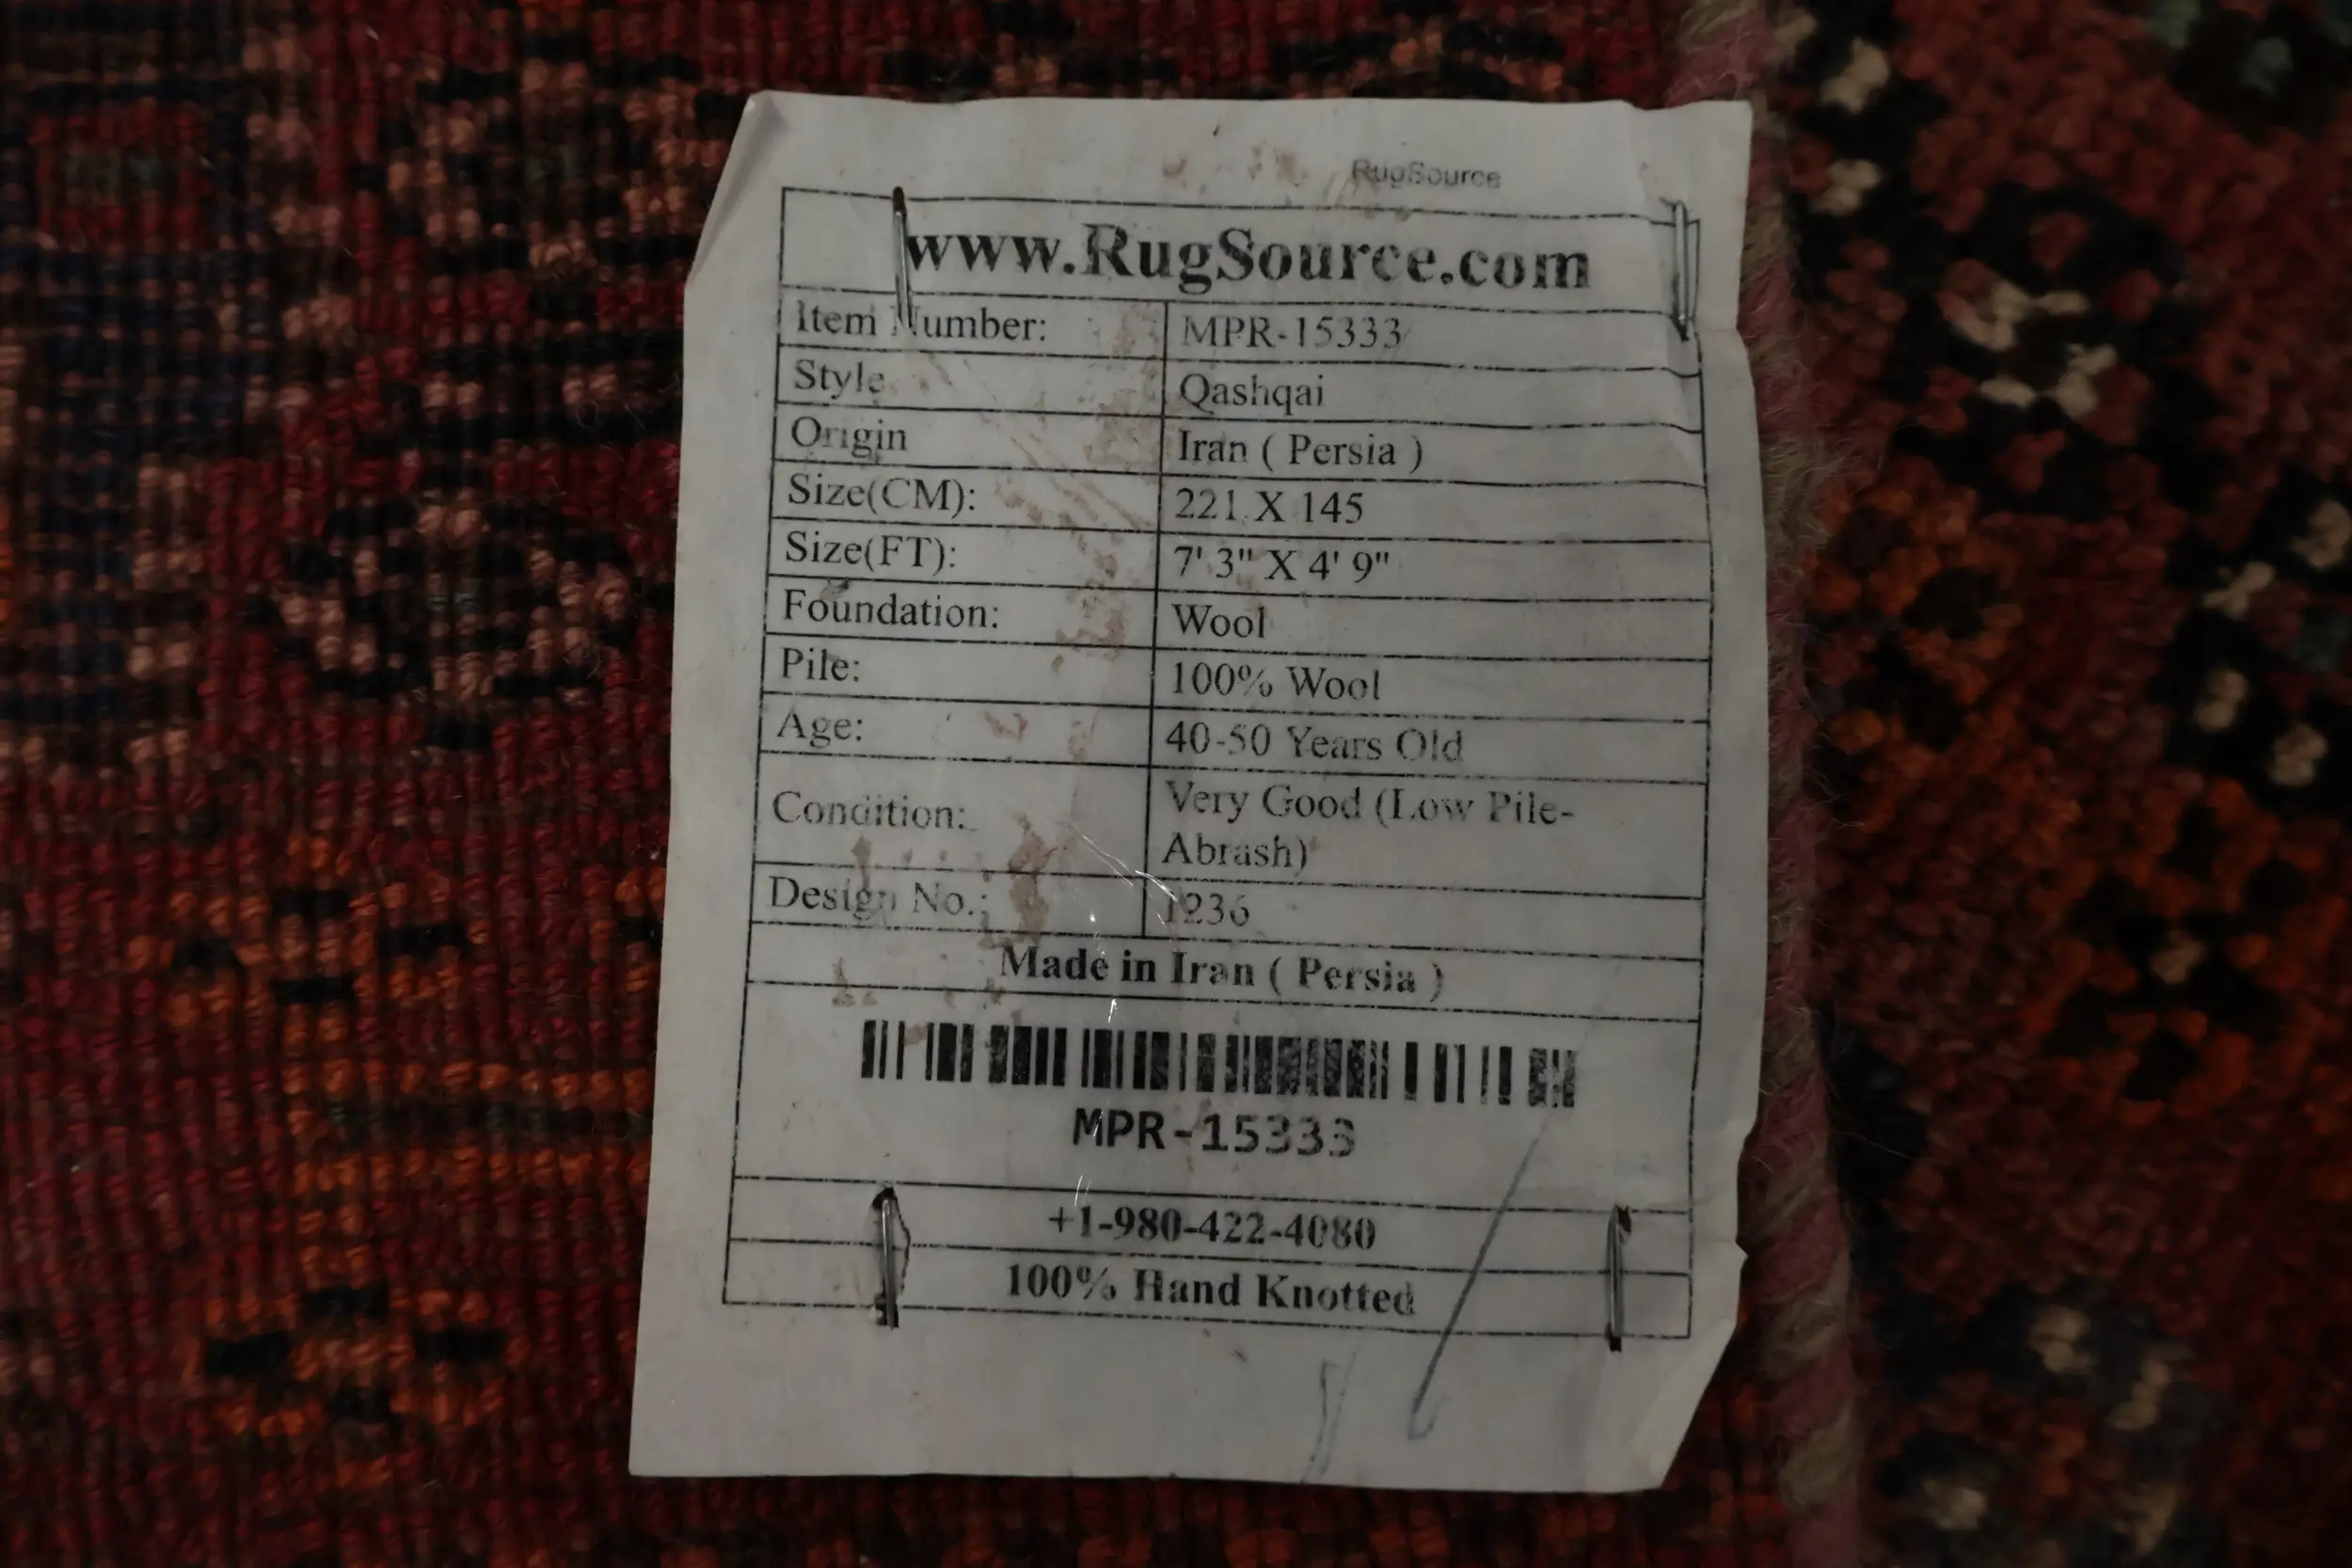 RugSource
www.RugSource.com
Item Number: MPR-15333
Style Qashqai
Origin Iran ( Persia )
Size(CM): 221 X 145
Size(FT): 7' 3" X 4' 9"
Foundation: Wool
Pile: 100% Wool
Age: 40-50 Years Old
Condition: Very Good (Low Pile-
Abrash)
Design No.: 1236
Made in Iran ( Persia )
MPR-15333
+1-980-422-4080
100% Hand Knotted